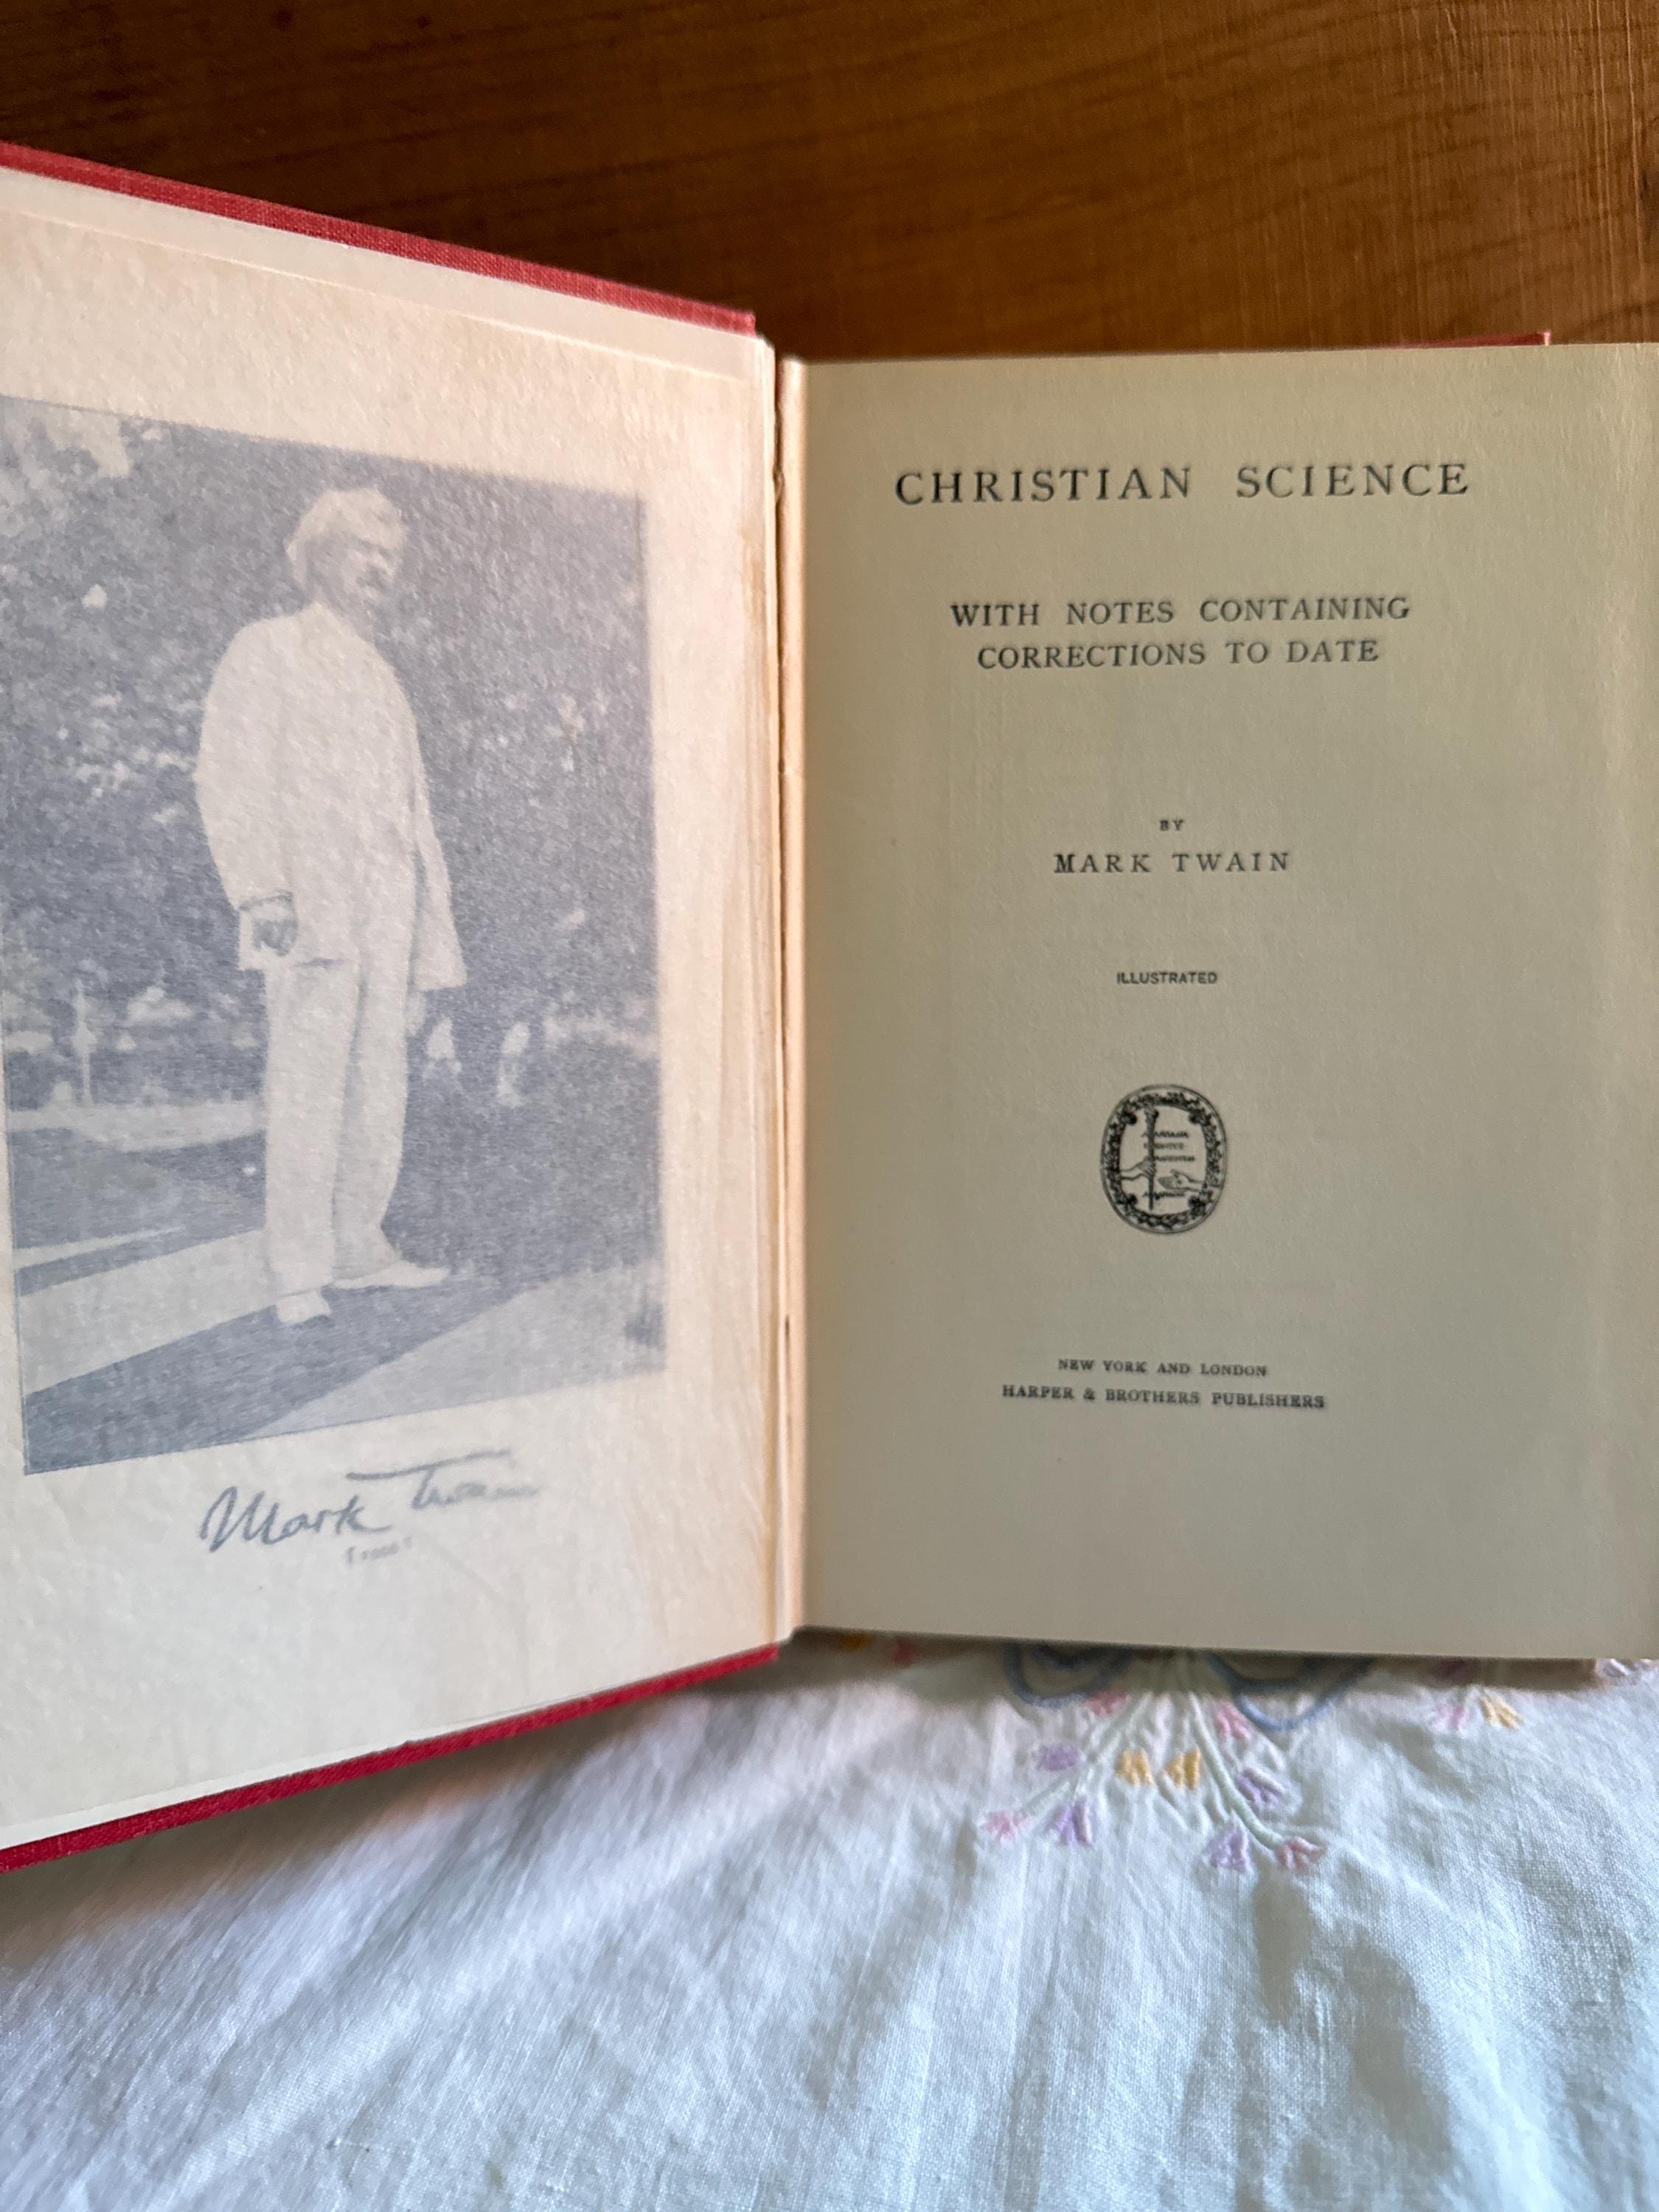 Mark Twain
CHRISTIAN SCIENCE
WITH NOTES CONTAINING
CORRECTIONS TO DATE
BY
MARK TWAIN
ILLUSTRATED
NEW YORK AND LONDON
HARPER & BROTHERS PUBLISHERS